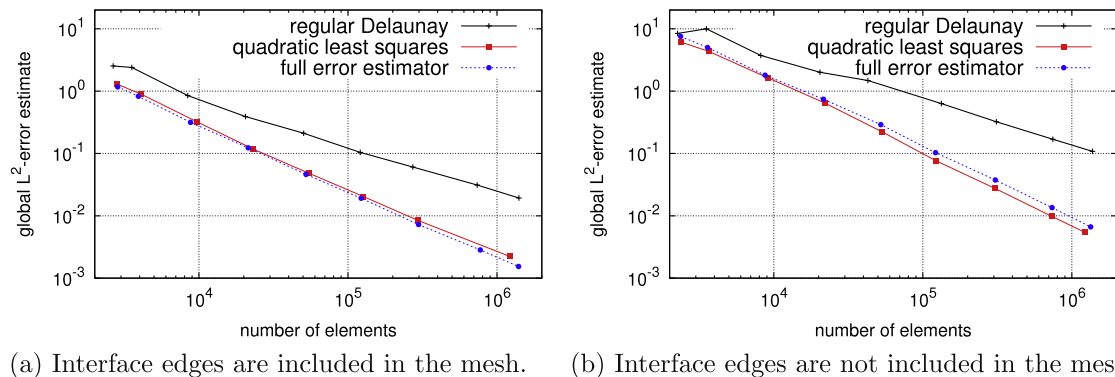 regular Delaunay
quadratic least squares
full error estimator
10^1
10^0
10^-1
10^-2
10^-3
10^4
10^5
10^6
global L^2-error estimate
number of elements
(a) Interface edges are included in the mesh.
regular Delaunay
quadratic least squares
full error estimator
10^1
10^0
10^-1
10^-2
10^-3
10^4
10^5
10^6
global L^2-error estimate
number of elements
(b) Interface edges are not included in the mes